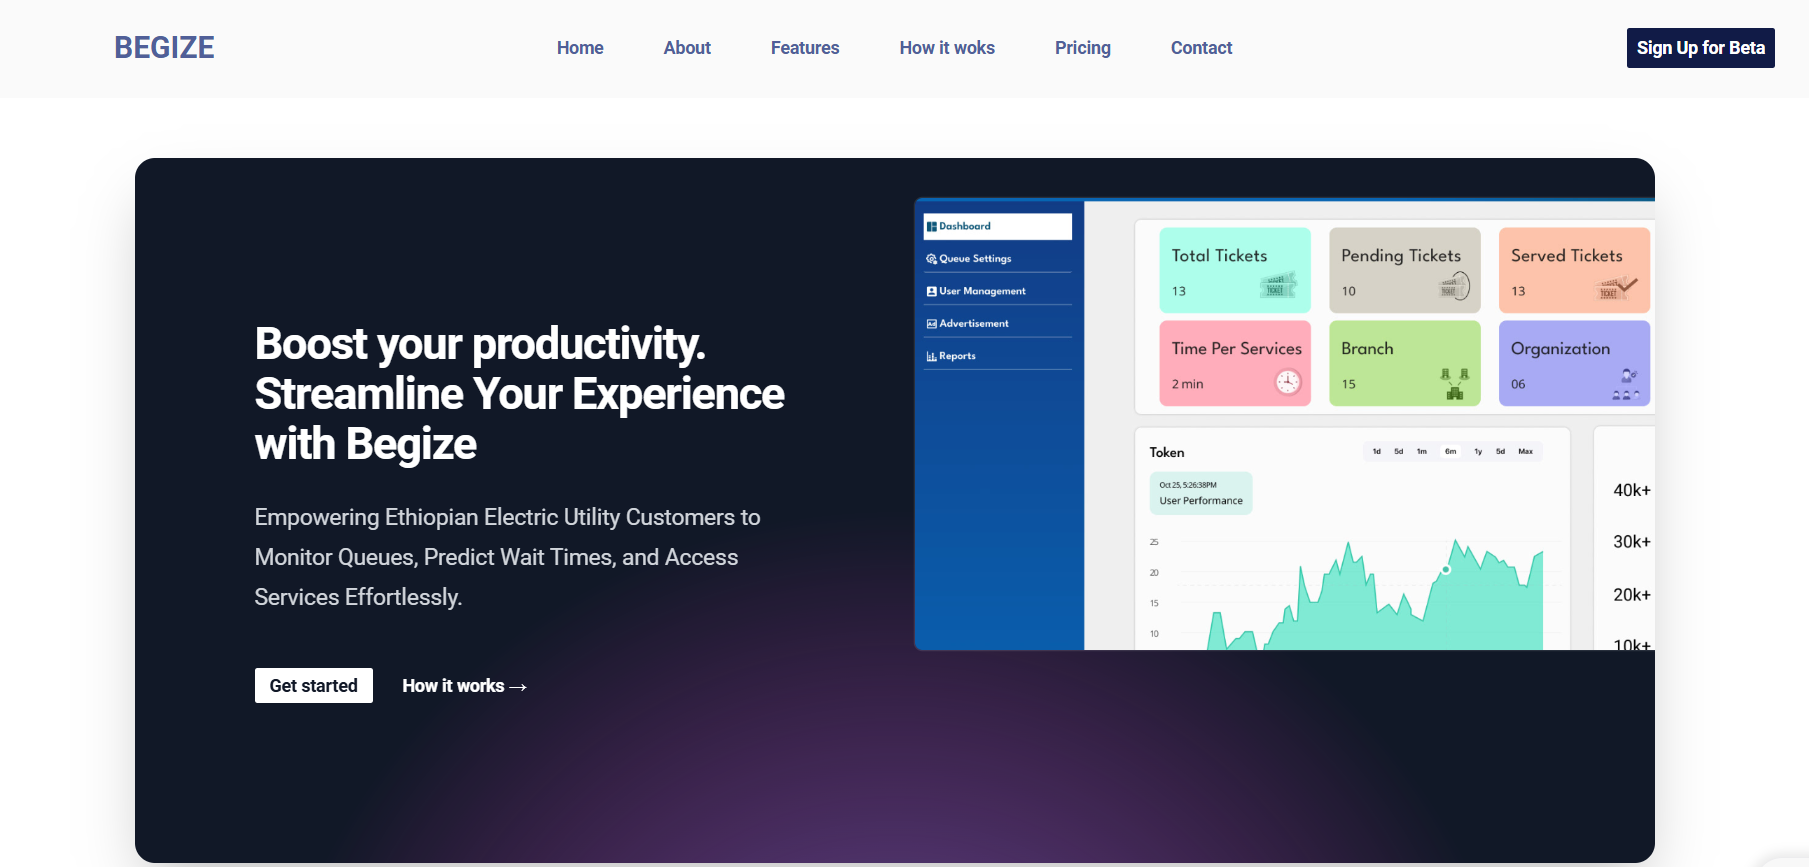 BEGIZE
Home
About
Features
How it woks
Pricing
Contact
Sign Up for Beta
Boost your productivity.
Streamline Your Experience
with Begize
Empowering Ethiopian Electric Utility Customers to
Monitor Queues, Predict Wait Times, and Access
Services Effortlessly.
Get started
How it works →
Dashboard
Queue Settings
User Management
Advertisement
Reports
Total Tickets
13
TICKET
Pending Tickets
10
TICKET
Served Tickets
13
TICKET
Time Per Services
2 min
Branch
15
Organization
06
Token
1d 5d 1m 6m 1y 5d Max
Oct 25, 5:26:38PM
User Performance
25
20
15
10
40k+
30k+
20k+
10k+